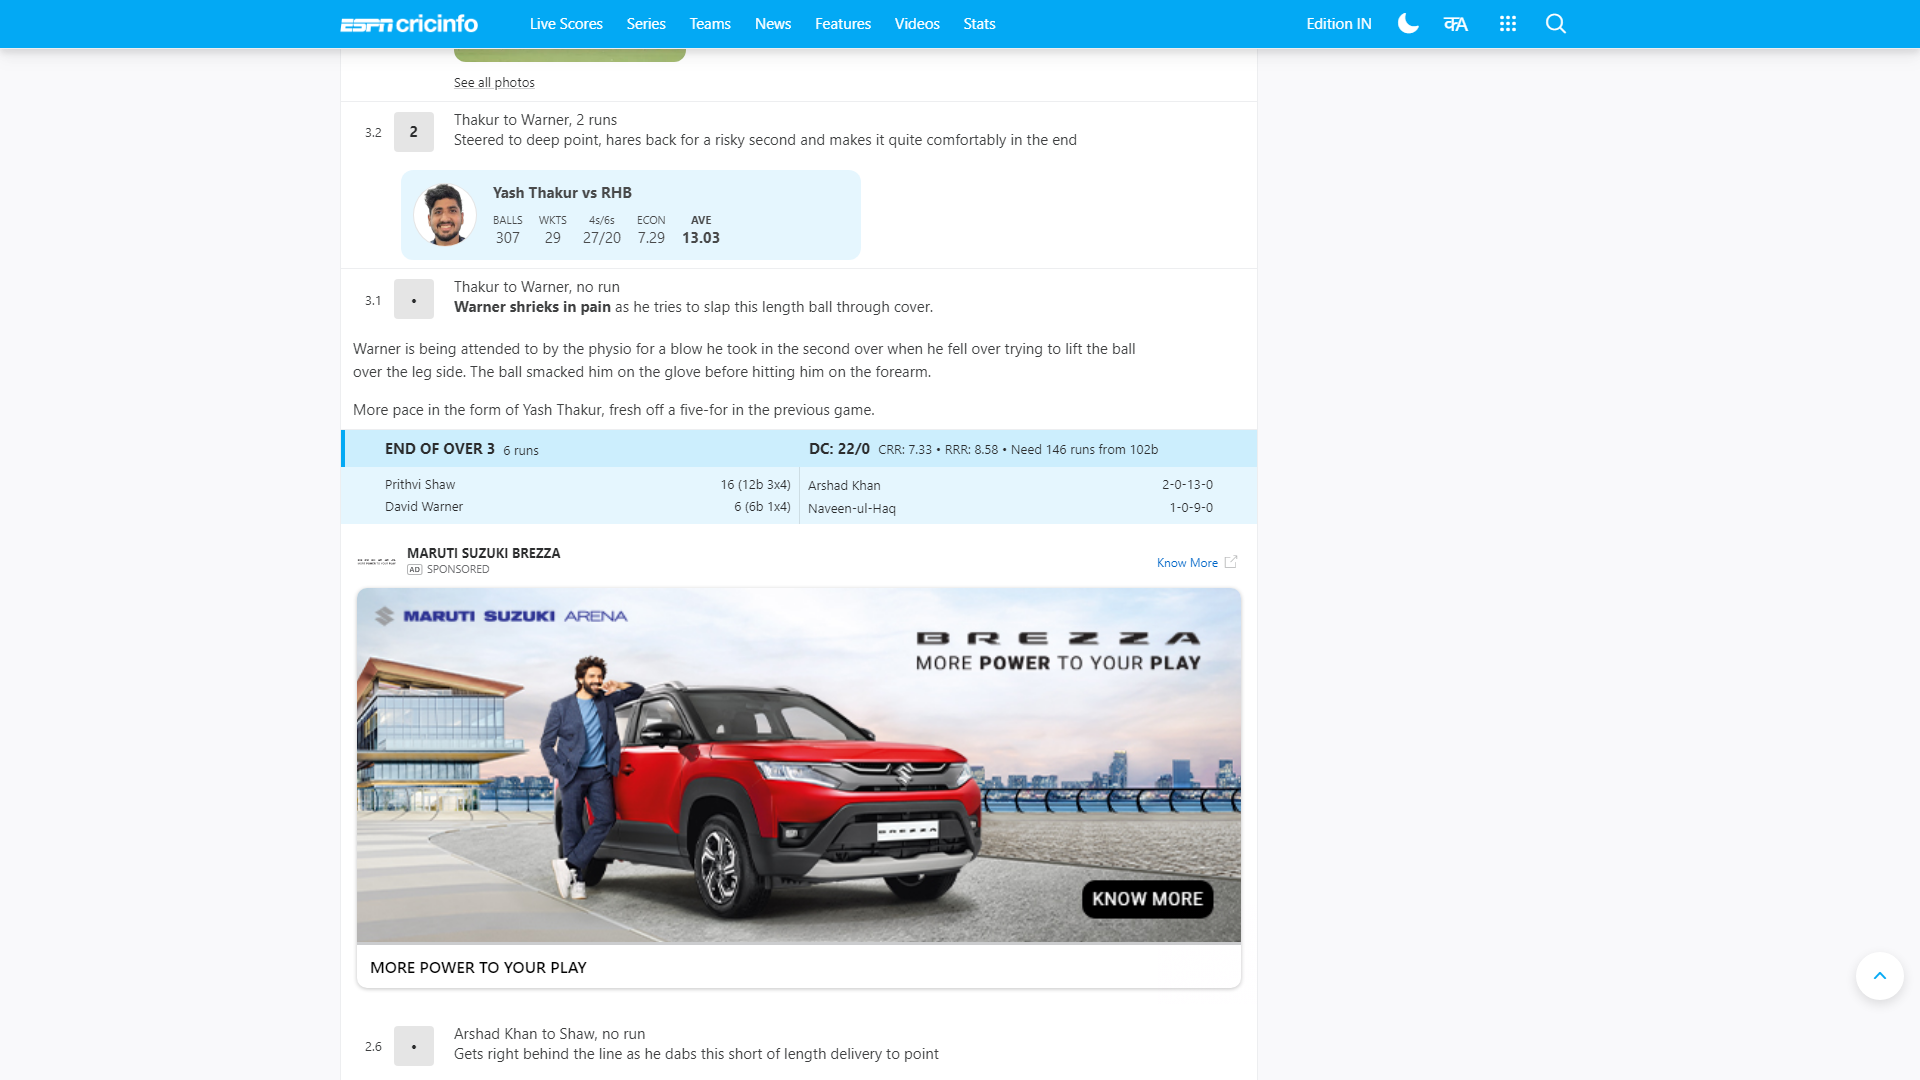 ESPN cricinfo Live Scores Series Teams News Features Videos Stats Edition IN कA
See all photos
3.2 2 Thakur to Warner, 2 runs
Steered to deep point, hares back for a risky second and makes it quite comfortably in the end
Yash Thakur vs RHB
BALLS WKTS 4s/6s ECON AVE
307 29 27/20 7.29 13.03
3.1 • Thakur to Warner, no run
Warner shrieks in pain as he tries to slap this length ball through cover.
Warner is being attended to by the physio for a blow he took in the second over when he fell over trying to lift the ball
over the leg side. The ball smacked him on the glove before hitting him on the forearm.
More pace in the form of Yash Thakur, fresh off a five-for in the previous game.
END OF OVER 3 6 runs DC: 22/0 CRR: 7.33 • RRR: 8.58 • Need 146 runs from 102b
Prithvi Shaw 16 (12b 3x4) Arshad Khan 2-0-13-0
David Warner 6 (6b 1x4) Naveen-ul-Haq 1-0-9-0
BREZZA
MORE POWER TO YOUR PLAY
MARUTI SUZUKI BREZZA
AD SPONSORED
Know More
MARUTI SUZUKI ARENA
BREZZA
MORE POWER TO YOUR PLAY
BREZZA
KNOW MORE
MORE POWER TO YOUR PLAY
2.6 • Arshad Khan to Shaw, no run
Gets right behind the line as he dabs this short of length delivery to point